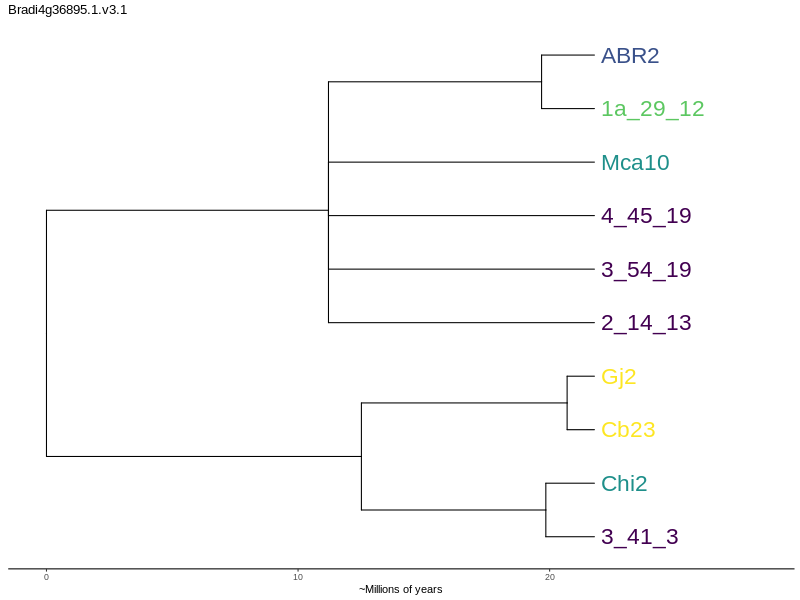 Bradi4g36895.1.v3.1
ABR2
1a_29_12
Mca10
4_45_19
3_54_19
2_14_13
Gj2
Cb23
Chi2
3_41_3
0 10 20
~Millions of years